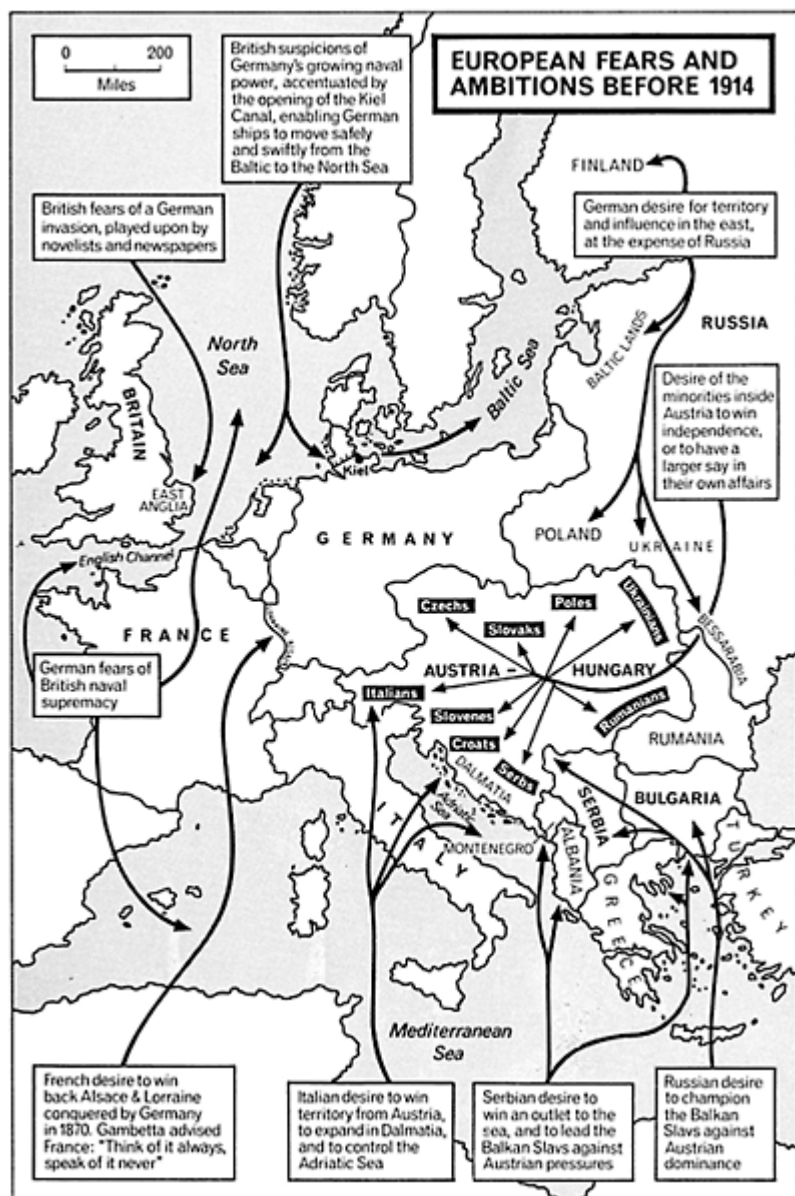 0 200
Miles
British suspicions of
Germany's growing naval
power, accentuated by
the opening of the Kiel
Canal, enabling German
ships to move safely
and swiftly from the
Baltic to the North Sea
EUROPEAN FEARS AND
AMBITIONS BEFORE 1914
FINLAND
British fears of a German
invasion, played upon by
novelists and newspapers
German desire for territory
and influence in the east,
at the expense of Russia
North
Sea
BALTIC LANDS
RUSSIA
Baltic Sea
BRITAIN
Desire of the
minorities inside
Austria to win
independence,
or to have a
larger say in
their own affairs
Kiel
EAST
ANGLIA
GERMANY
POLAND
UKRAINE
English Channel
Czechs
Poles
Ukrainians
Slovaks
BESSARABIA
FRANCE
AUSTRIA –
HUNGARY
German fears of
British naval
supremacy
Italians
Slovenes
Rumanians
Croats
Serbs
RUMANIA
DALMATIA
Adriatic
Sea
SERBIA
BULGARIA
ITALY
MONTENEGRO
ALBANIA
GREECE
TURKEY
Mediterranean
Sea
French desire to win
back Alsace & Lorraine
conquered by Germany
in 1870. Gambetta advised
France: "Think of it always,
speak of it never"
Italian desire to win
territory from Austria,
to expand in Dalmatia,
and to control the
Adriatic Sea
Serbian desire to
win an outlet to the
sea, and to lead the
Balkan Slavs against
Austrian pressures
Russian desire
to champion
the Balkan
Slavs against
Austrian
dominance